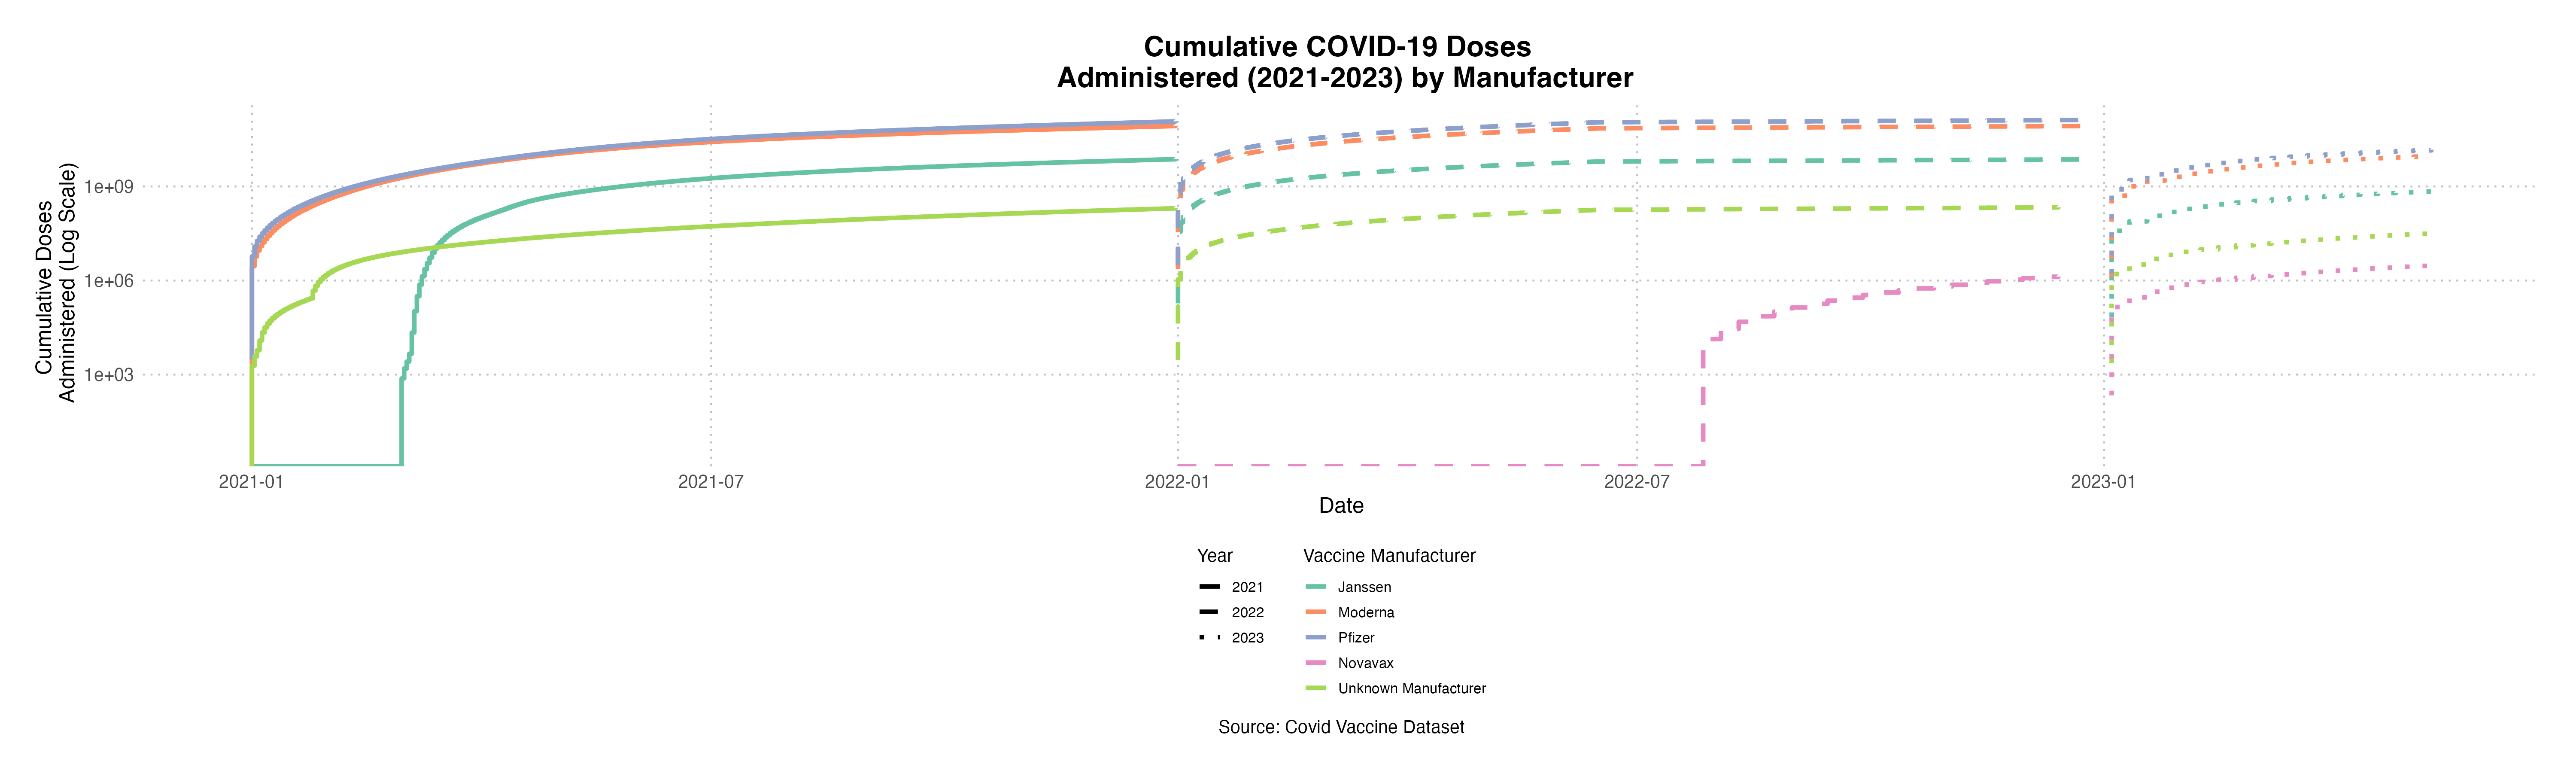 Cumulative COVID-19 Doses
Administered (2021-2023) by Manufacturer
Cumulative Doses
Administered (Log Scale)
1e+09
1e+06
1e+03
2021-01
2021-07
2022-01
2022-07
2023-01
Date
Year
2021
2022
2023
Vaccine Manufacturer
Janssen
Moderna
Pfizer
Novavax
Unknown Manufacturer
Source: Covid Vaccine Dataset